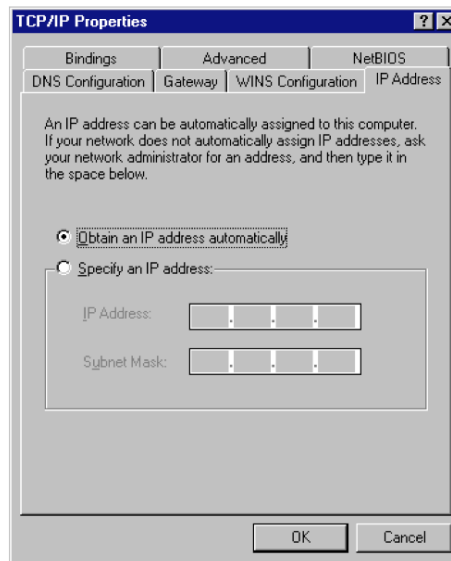 TCP/IP Properties
Bindings Advanced NetBIOS
DNS Configuration Gateway WINS Configuration IP Address
An IP address can be automatically assigned to this computer.
If your network does not automatically assign IP addresses, ask
your network administrator for an address, and then type it in
the space below.
Obtain an IP address automatically
Specify an IP address:
IP Address:
Subnet Mask:
OK Cancel